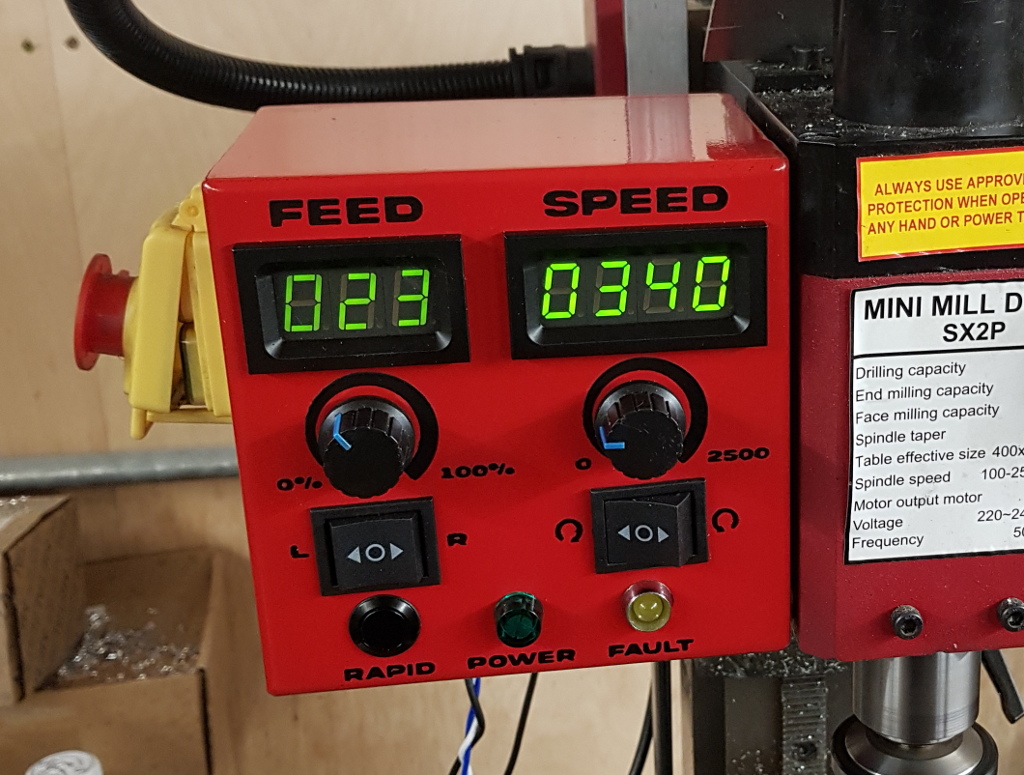 FEED
SPEED
023
0340
0%
100%
0
2500
L
R
RAPID
POWER
FAULT
ALWAYS USE
PROTECTION WHEN
ANY HAND OR POWER
MINI MILL
SX2P
Drilling capacity
End milling capacity
Face milling capacity
Spindle taper
Table effective size 400x
Spindle speed 100-25
Motor output motor
Voltage 220~24
Frequency 50